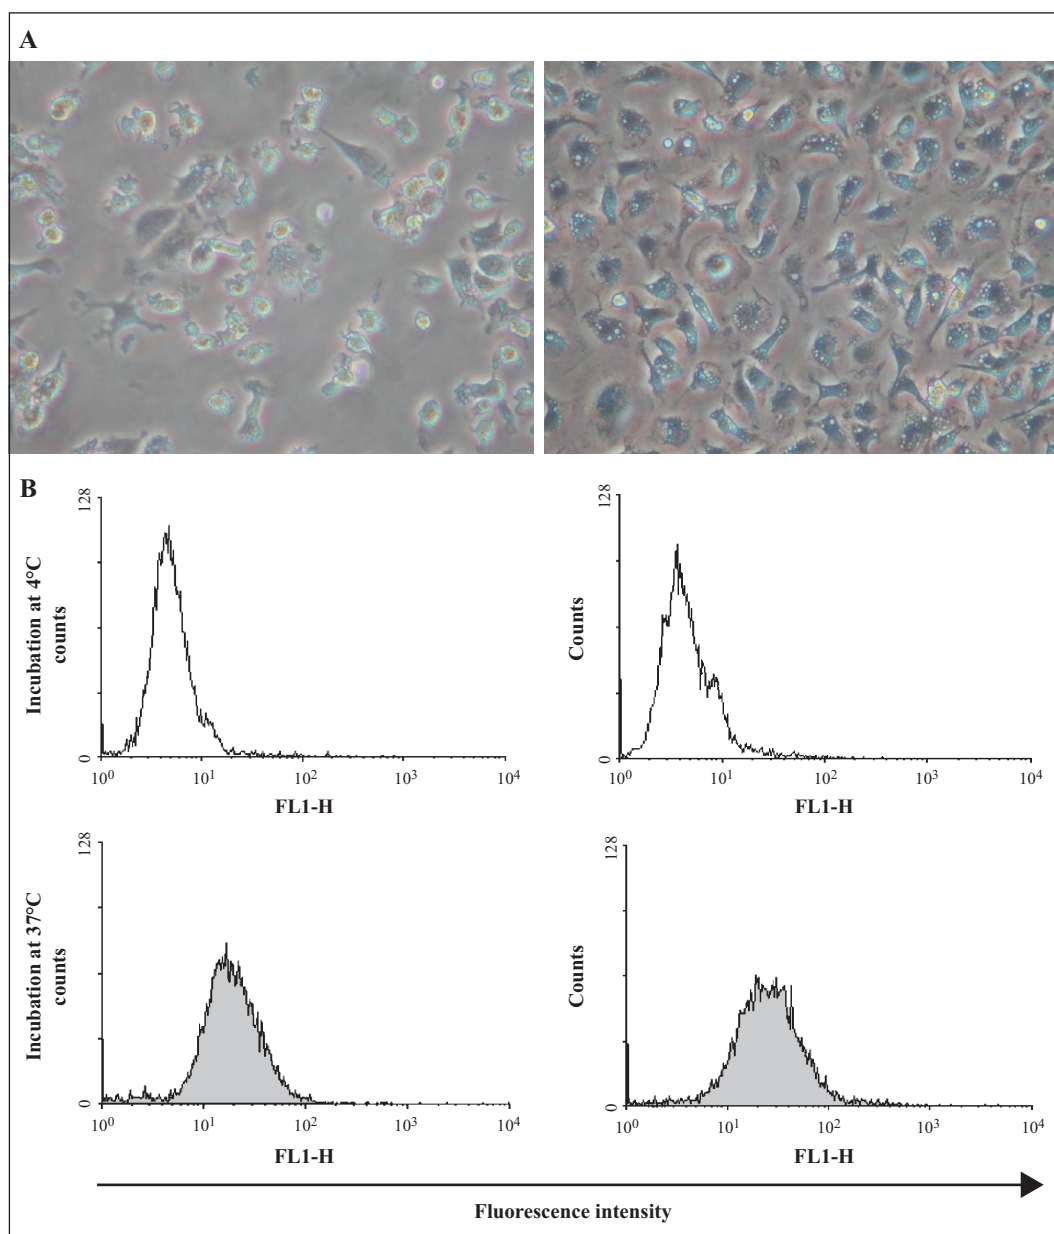 A
B
Incubation at 4°C
counts
128
0
10⁰ 10¹ 10² 10³ 10⁴
FL1-H
Counts
128
0
10⁰ 10¹ 10² 10³ 10⁴
FL1-H
Incubation at 37°C
counts
128
0
10⁰ 10¹ 10² 10³ 10⁴
FL1-H
Counts
128
0
10⁰ 10¹ 10² 10³ 10⁴
FL1-H
Fluorescence intensity